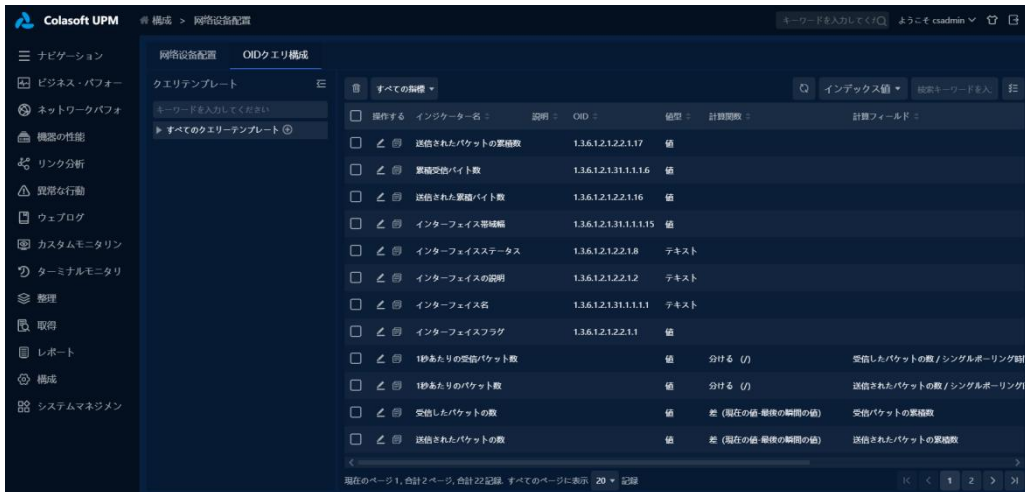 Colasoft UPM
構成 > 网络设备配置
キーワードを入力してくだ
ようこそ csadmin
ナビゲーション
ビジネス・パフォー
ネットワークパフォ
機器の性能
リンク分析
異常な行動
ウェブログ
カスタムモニタリン
ターミナルモニタリ
整理
取得
レポート
構成
システムマネジメン
网络设备配置 OIDクエリ構成
クエリテンプレート
キーワードを入力してください
すべてのクエリーテンプレート
すべての指標 インデックス値 検索キーワードを入
操作する インジケーター名 説明 OID 値型 計算関数 計算フィールド
送信されたパケットの累積数 1.3.6.1.2.1.2.2.1.17 値
累積受信バイト数 1.3.6.1.2.1.31.1.1.1.6 値
送信された累積バイト数 1.3.6.1.2.1.2.2.1.16 値
インターフェイス帯域幅 1.3.6.1.2.1.31.1.1.1.15 値
インターフェイスステータス 1.3.6.1.2.1.2.2.1.8 テキスト
インターフェイスの説明 1.3.6.1.2.1.2.2.1.2 テキスト
インターフェイス名 1.3.6.1.2.1.31.1.1.1.1 テキスト
インターフェイスフラグ 1.3.6.1.2.1.2.2.1.1 値
1秒あたりの受信パケット数 値 分ける (/) 受信したパケットの数 / シングルポーリング時間
1秒あたりのパケット数 値 分ける (/) 送信されたパケットの数 / シングルポーリング
受信したパケットの数 値 差 (現在の値-最後の瞬間の値) 受信パケットの累積数
送信されたパケットの数 値 差 (現在の値-最後の瞬間の値) 送信されたパケットの累積数
現在のページ 1, 合計 2 ページ, 合計 22 記録. すべてのページに表示 20 記録
1 2